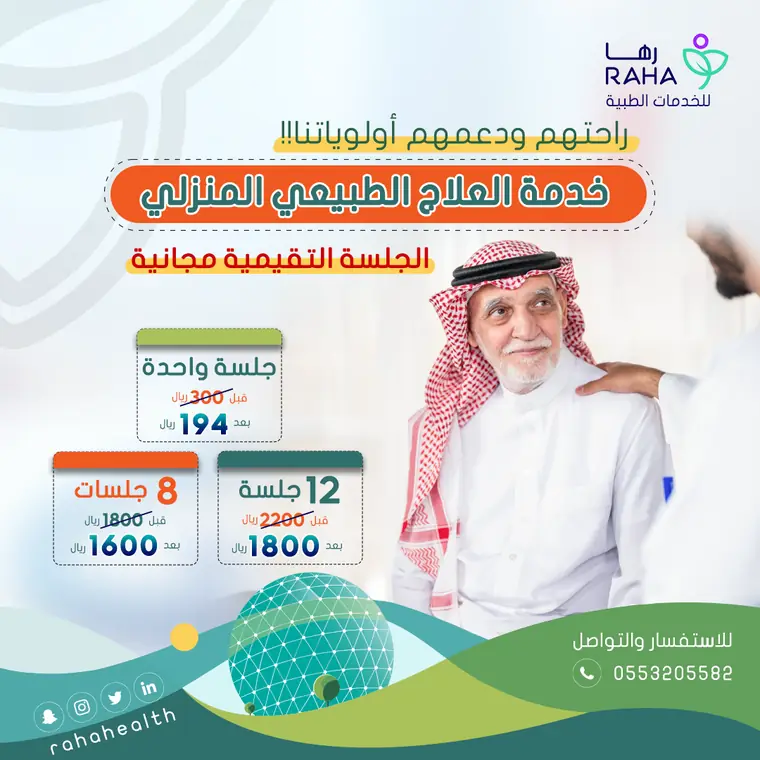 رها
RAHA
للخدمات الطبية
راحتهم ودعمهم أولوياتنا!!
خدمة العلاج الطبيعي المنزلي
الجلسة التقيمية مجانية
جلسة واحدة
قبل 300 ريال
بعد 194 ريال
12 جلسة
قبل 2200 ريال
بعد 1800 ريال
8 جلسات
قبل 1800 ريال
بعد 1600 ريال
للاستفسار والتواصل
0553205582
in
rahahealth